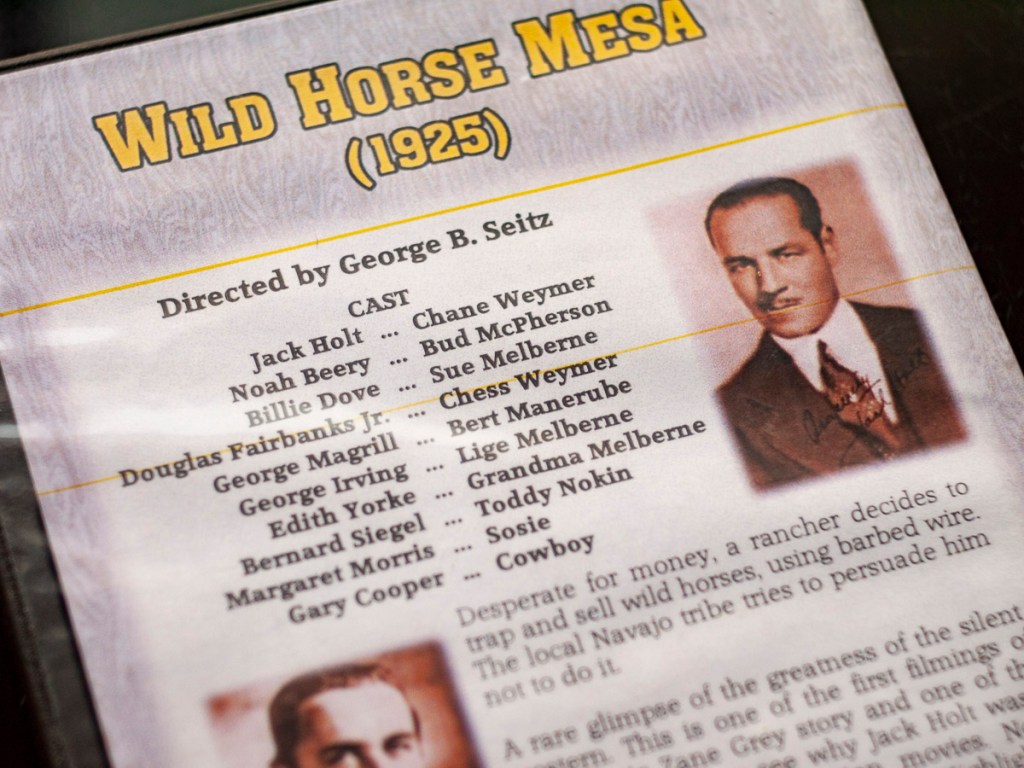 WILD HORSE MESA
(1925)
Directed by George B. Seitz
CAST
Jack Holt ... Chane Weymer
Noah Beery ... Bud McPherson
Billie Dove ... Sue Melberne
Douglas Fairbanks Jr. ... Chess Weymer
George Magrill ... Bert Manerube
George Irving ... Lige Melberne
Edith Yorke ... Grandma Melberne
Bernard Siegel ... Toddy Nokin
Margaret Morris ... Sosie
Gary Cooper ... Cowboy
Jack Holt
Desperate for money, a rancher decides to
trap and sell wild horses, using barbed wire.
The local Navajo tribe tries to persuade him
not to do it.
A rare glimpse of the greatness of the silent
This is one of the first filmings
Zane Grey story and one of
why Jack Holt was
movies.